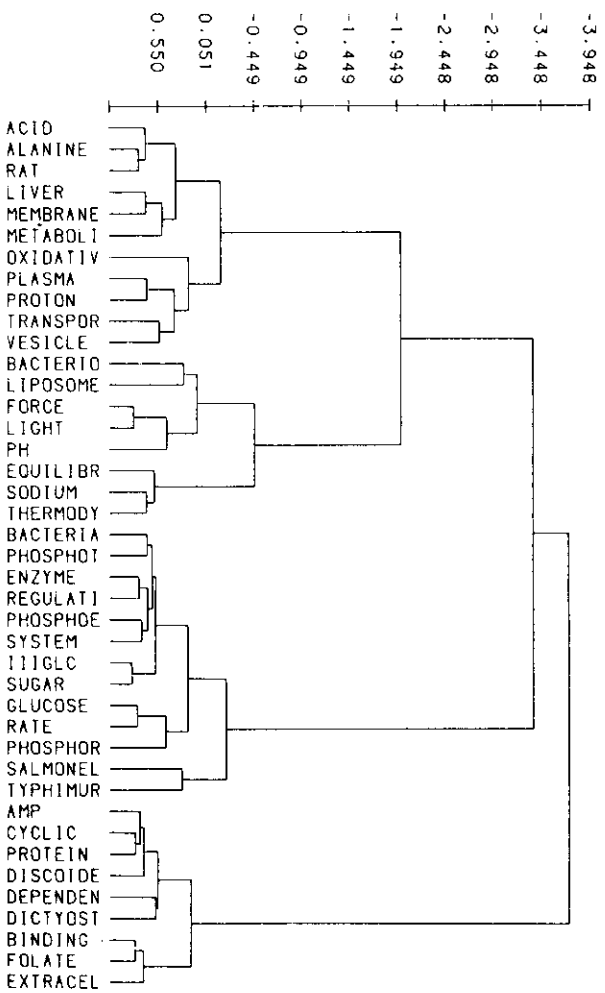 0.550
0.051
-0.449
-0.949
-1.449
-1.949
-2.448
-2.948
-3.448
-3.948
ACID
ALANINE
RAT
LIVER
MEMBRANE
METABOLI
OXIDATIV
PLASMA
PROTON
TRANSPOR
VESICLE
BACTERIO
LIPOSOME
FORCE
LIGHT
PH
EQUILIBR
SODIUM
THERMODY
BACTERIA
PHOSPHOT
ENZYME
REGULATI
PHOSPHOE
SYSTEM
IIIGLC
SUGAR
GLUCOSE
RATE
PHOSPHOR
SALMONEL
TYPHIMUR
AMP
CYCLIC
PROTEIN
DISCOIDE
DEPENDEN
DICTYOST
BINDING
FOLATE
EXTRACEL